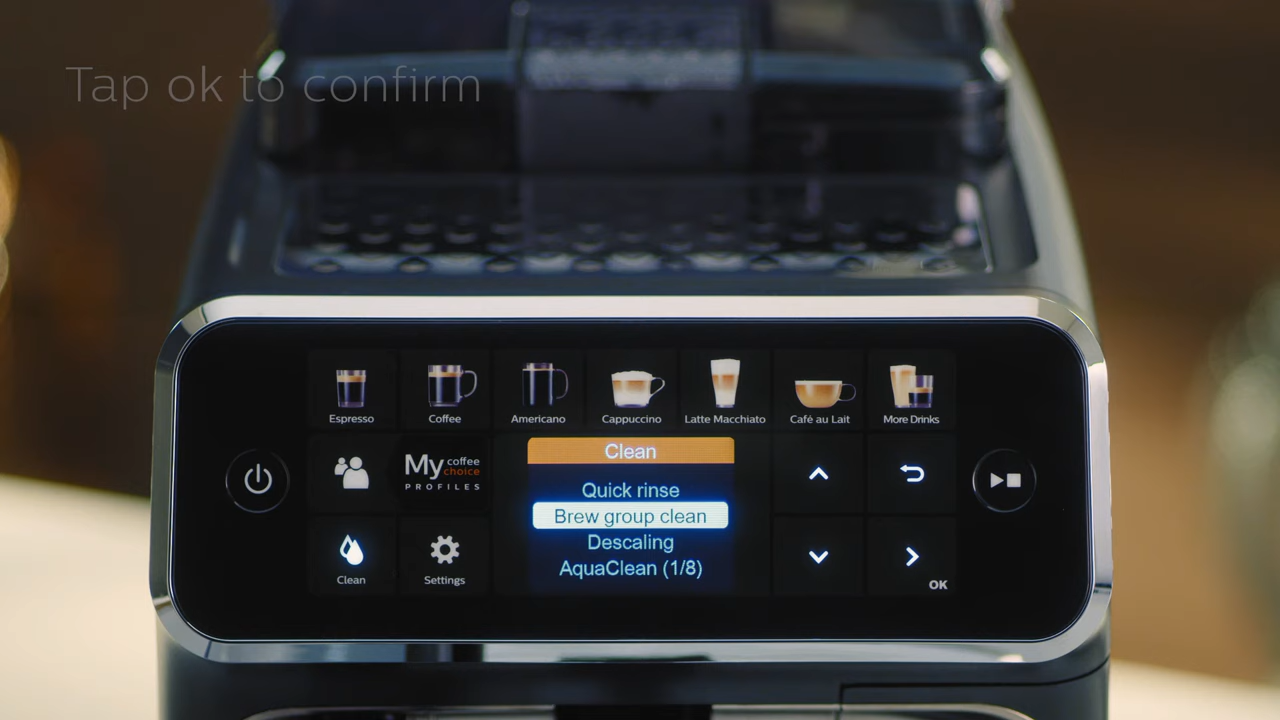 Tap ok to confirm
Espresso
Coffee
Americano
Cappuccino
Latte Macchiato
Café au Lait
More Drinks
My coffee choice
PROFILES
Clean
Quick rinse
Brew group clean
Descaling
AquaClean (1/8)
Clean
Settings
OK